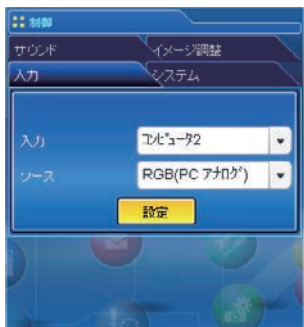 制御
サウンド イメージ調整
入力 システム
入力 コンピュータ2
ソース RGB(PC アナログ)
設定